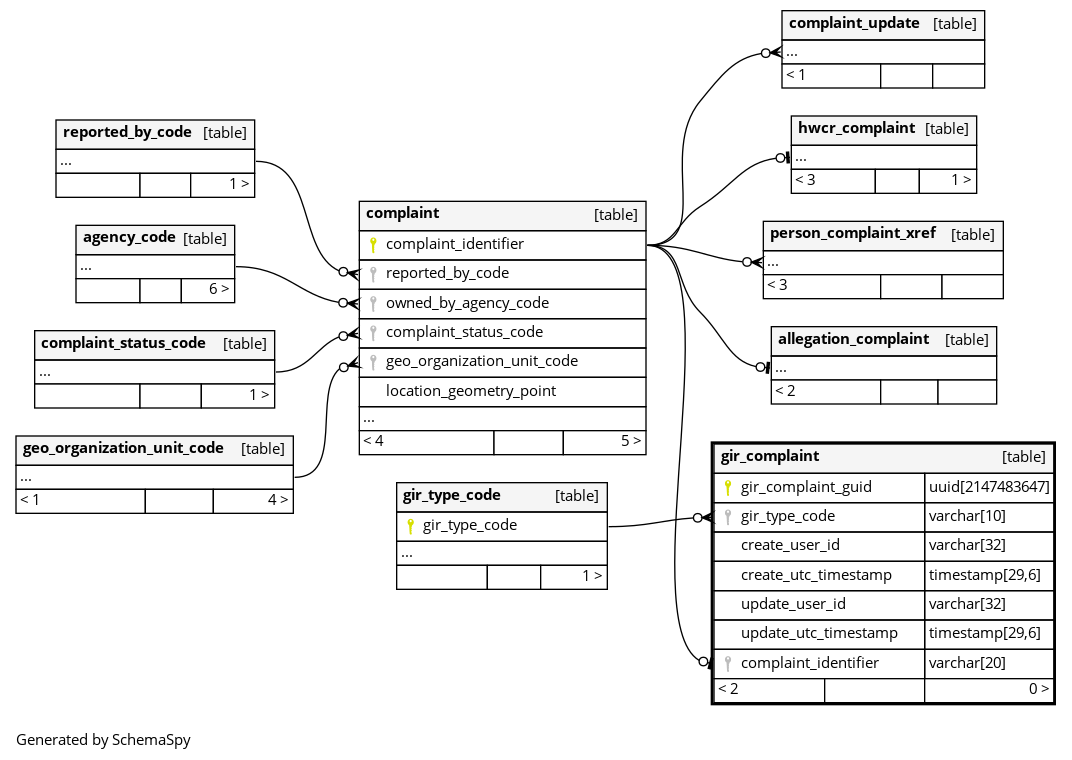 complaint_update [table]
...
< 1
reported_by_code [table]
...
1 >
hwcr_complaint [table]
...
< 3 1 >
agency_code [table]
...
6 >
complaint [table]
complaint_identifier
reported_by_code
owned_by_agency_code
complaint_status_code
geo_organization_unit_code
location_geometry_point
...
< 4 5 >
person_complaint_xref [table]
...
< 3
complaint_status_code [table]
...
1 >
allegation_complaint [table]
...
< 2
geo_organization_unit_code [table]
...
< 1 4 >
gir_type_code [table]
gir_type_code
...
1 >
gir_complaint [table]
gir_complaint_guid uuid[2147483647]
gir_type_code varchar[10]
create_user_id varchar[32]
create_utc_timestamp timestamp[29,6]
update_user_id varchar[32]
update_utc_timestamp timestamp[29,6]
complaint_identifier varchar[20]
< 2 0 >
Generated by SchemaSpy